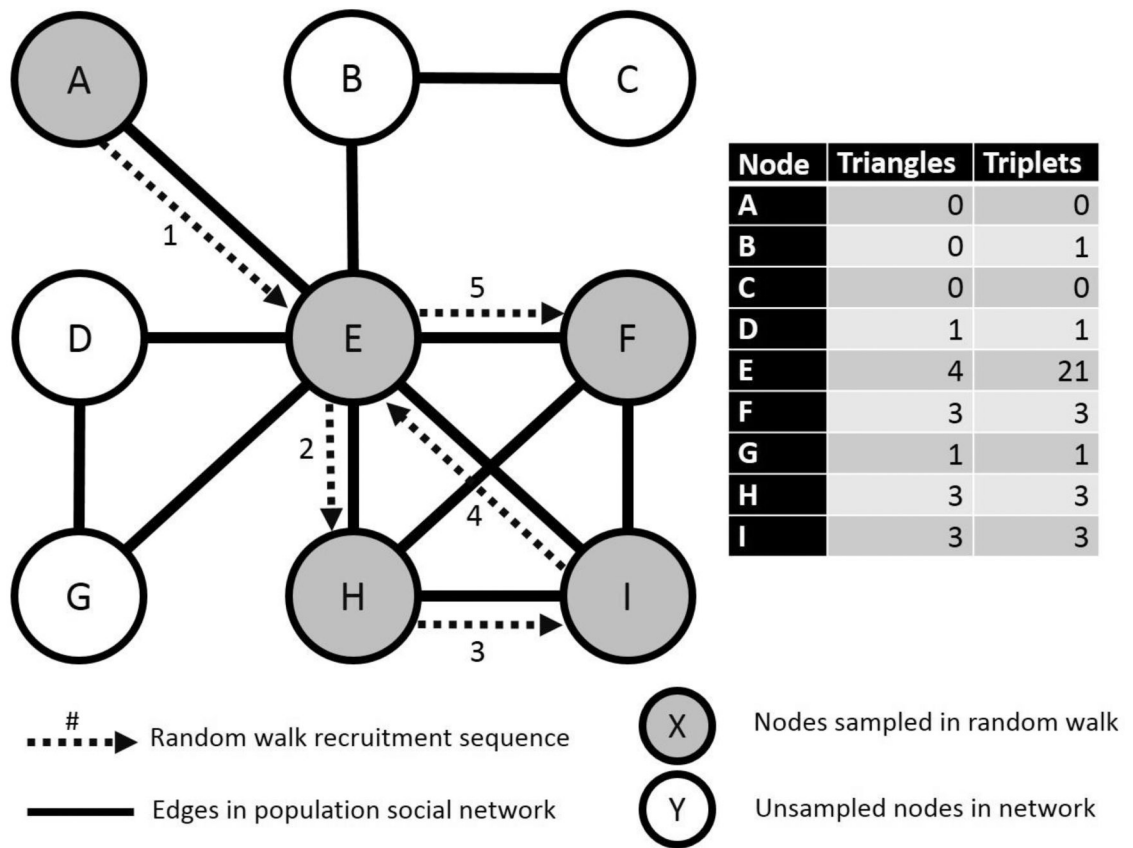 A
B
C
1
5
D
E
F
2
4
G
H
I
3
Node Triangles Triplets
A 0 0
B 0 1
C 0 0
D 1 1
E 4 21
F 3 3
G 1 1
H 3 3
I 3 3
#
Random walk recruitment sequence
X
Nodes sampled in random walk
Edges in population social network
Y
Unsampled nodes in network